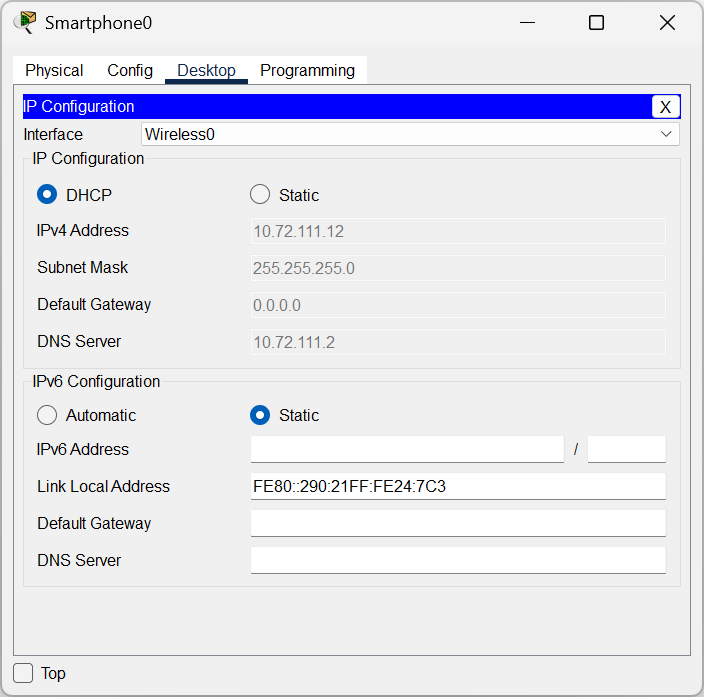 Smartphone0
Physical Config Desktop Programming
IP Configuration X
Interface Wireless0
IP Configuration
DHCP Static
IPv4 Address 10.72.111.12
Subnet Mask 255.255.255.0
Default Gateway 0.0.0.0
DNS Server 10.72.111.2
IPv6 Configuration
Automatic Static
IPv6 Address /
Link Local Address FE80::290:21FF:FE24:7C3
Default Gateway
DNS Server
Top